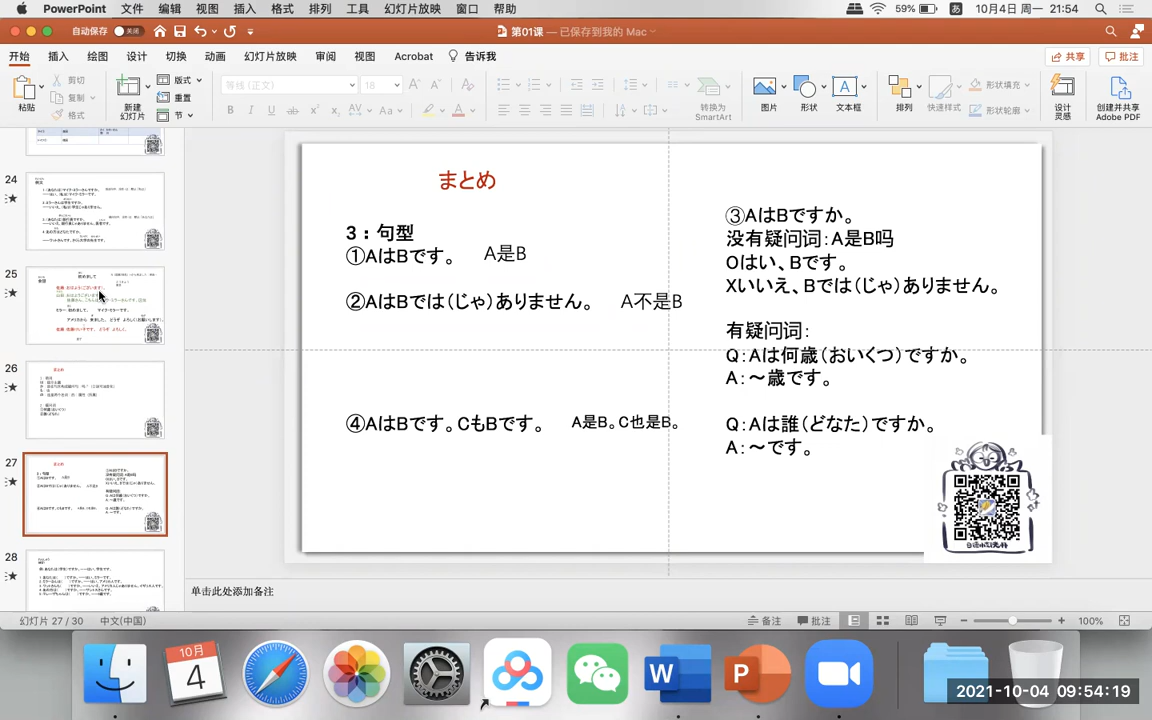 PowerPoint 文件 编辑 视图 插入 格式 排列 工具 幻灯片放映 窗口 帮助 59% あ 10月4日 周一 21:54
自动保存 关闭 第01课 — 已保存到我的 Mac
开始 插入 绘图 设计 切换 动画 幻灯片放映 审阅 视图 Acrobat 告诉我 共享 批注
粘贴 剪切 复制 格式 新建幻灯片 版式 重置 节 等线 (正文) 18 转换为 SmartArt 图片 形状 文本框 排列 快速样式 形状填充 形状轮廓 设计灵感 创建并共享 Adobe PDF
24
25
26
27
28
まとめ
3：句型
①AはBです。 A是B
②AはBでは（じゃ）ありません。 A不是B
④AはBです。CもBです。 A是B。C也是B。
③AはBですか。
没有疑问词：A是B吗
Oはい、Bです。
Xいいえ、Bでは（じゃ）ありません。
有疑问词：
Q：Aは何歳（おいくつ）ですか。
A：～歳です。
Q：Aは誰（どなた）ですか。
A：～です。
单击此处添加备注
幻灯片 27 / 30 中文(中国) 备注 批注 100%
10月
4
W
P
2021-10-04 09:54:19